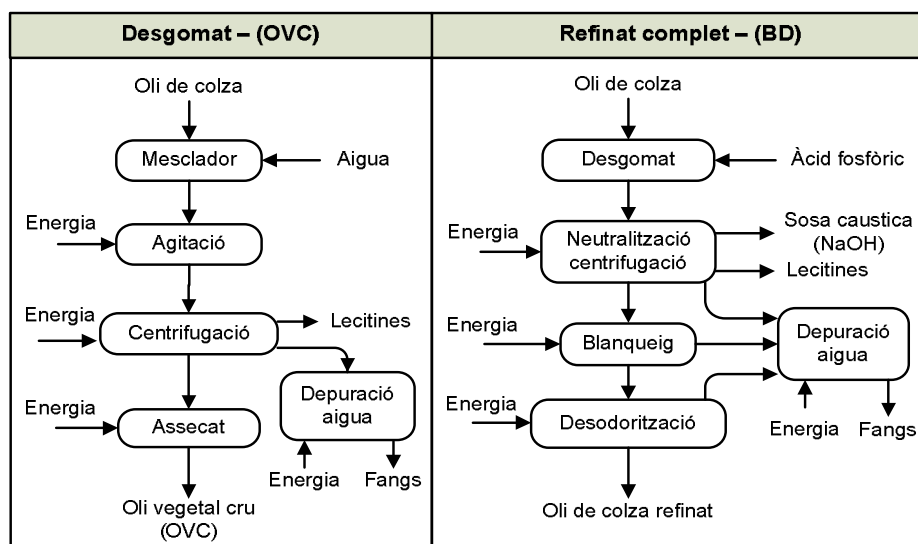 Desgomat – (OVC)
Oli de colza
Mesclador
Aigua
Energia
Agitació
Energia
Centrifugació
Lecitines
Depuració
aigua
Energia
Assecat
Energia
Fangs
Oli vegetal cru
(OVC)
Refinat complet – (BD)
Oli de colza
Desgomat
Àcid fosfòric
Energia
Neutralització
centrifugació
Sosa caustica
(NaOH)
Lecitines
Energia
Blanqueig
Depuració
aigua
Energia
Desodorització
Energia
Fangs
Oli de colza refinat